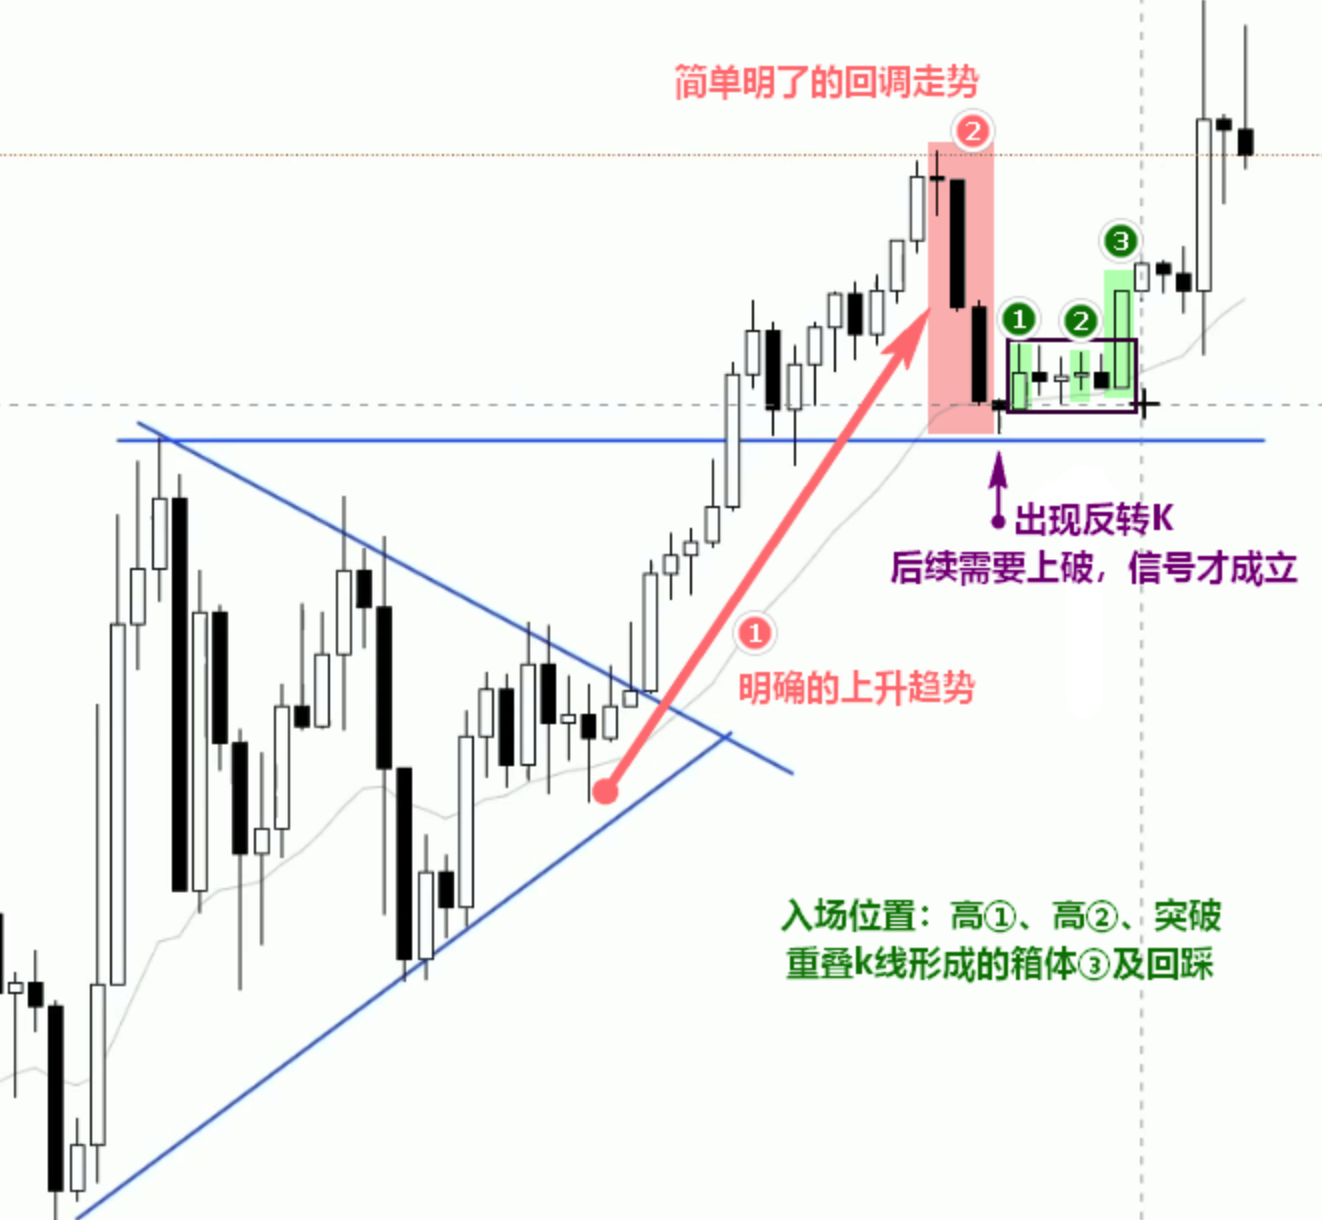 简单明了的回调走势
2
3
1
2
出现反转K
后续需要上破，信号才成立
1
明确的上升趋势
入场位置：高①、高②、突破
重叠k线形成的箱体③及回踩